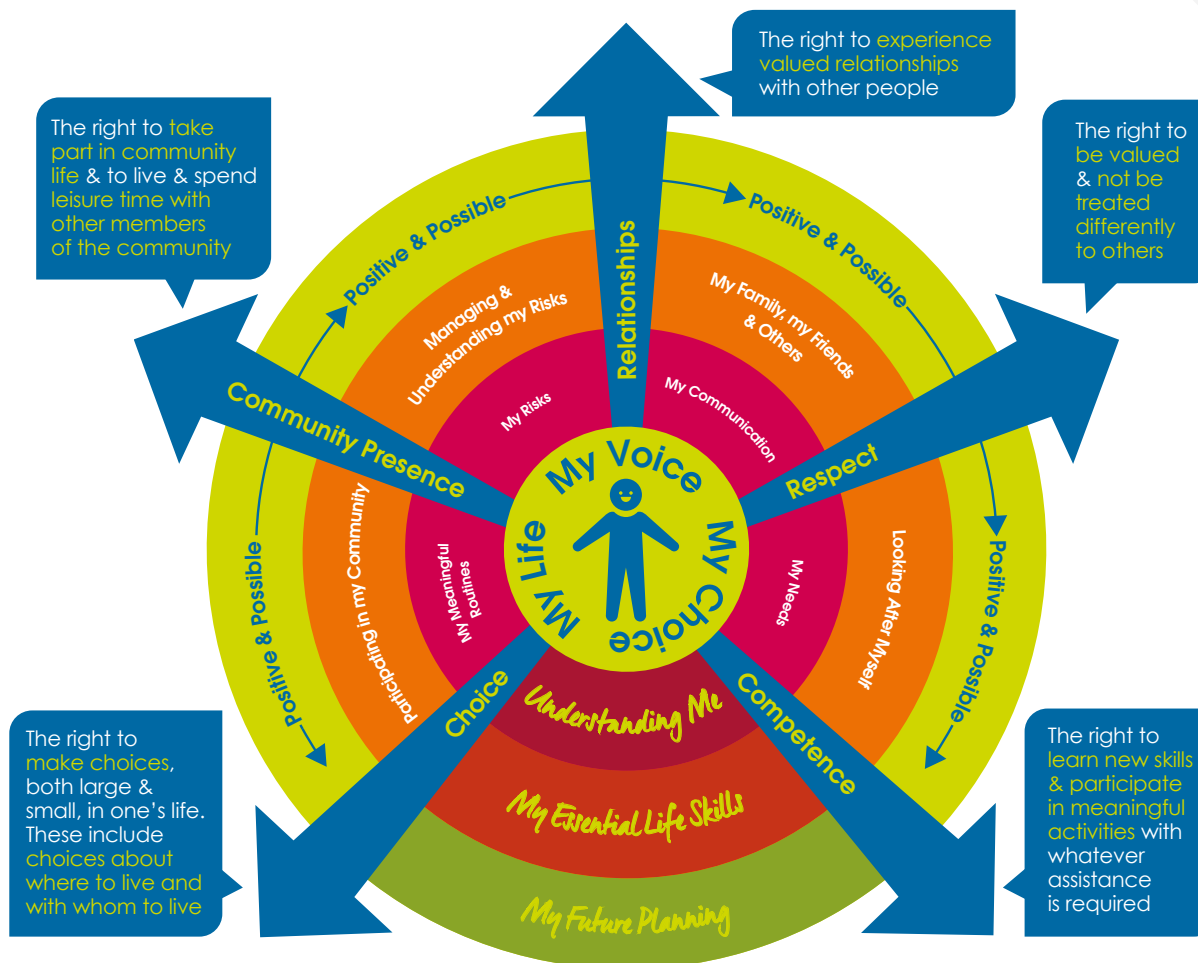 The right to experience
valued relationships
with other people
The right to take
part in community
life & to live & spend
leisure time with
other members
of the community
The right to
be valued
& not be
treated
differently
to others
Positive & Possible
Positive & Possible
Relationships
Managing &
Understanding my Risks
My Family, my Friends
& Others
My Risks
My Communication
Community Presence
Respect
My Voice
My Choice
My Life
Positive & Possible
Participating in my Community
My Meaningful
Routines
My Needs
Looking After Myself
Positive & Possible
Choice
Competence
Understanding Me
My Essential Life Skills
My Future Planning
The right to
make choices,
both large &
small, in one’s life.
These include
choices about
where to live and
with whom to live
The right to
learn new skills
& participate
in meaningful
activities with
whatever
assistance
is required